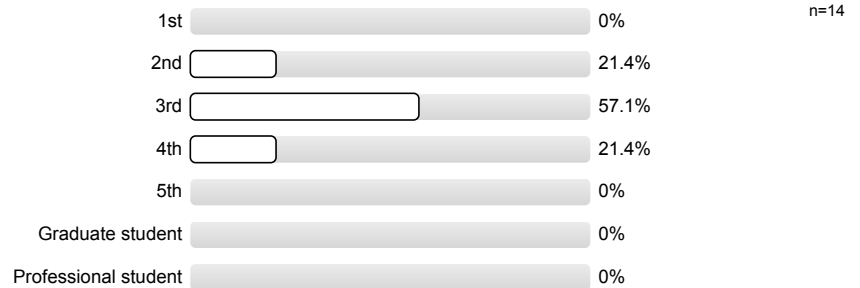 n=14
1st 0%
2nd 21.4%
3rd 57.1%
4th 21.4%
5th 0%
Graduate student 0%
Professional student 0%